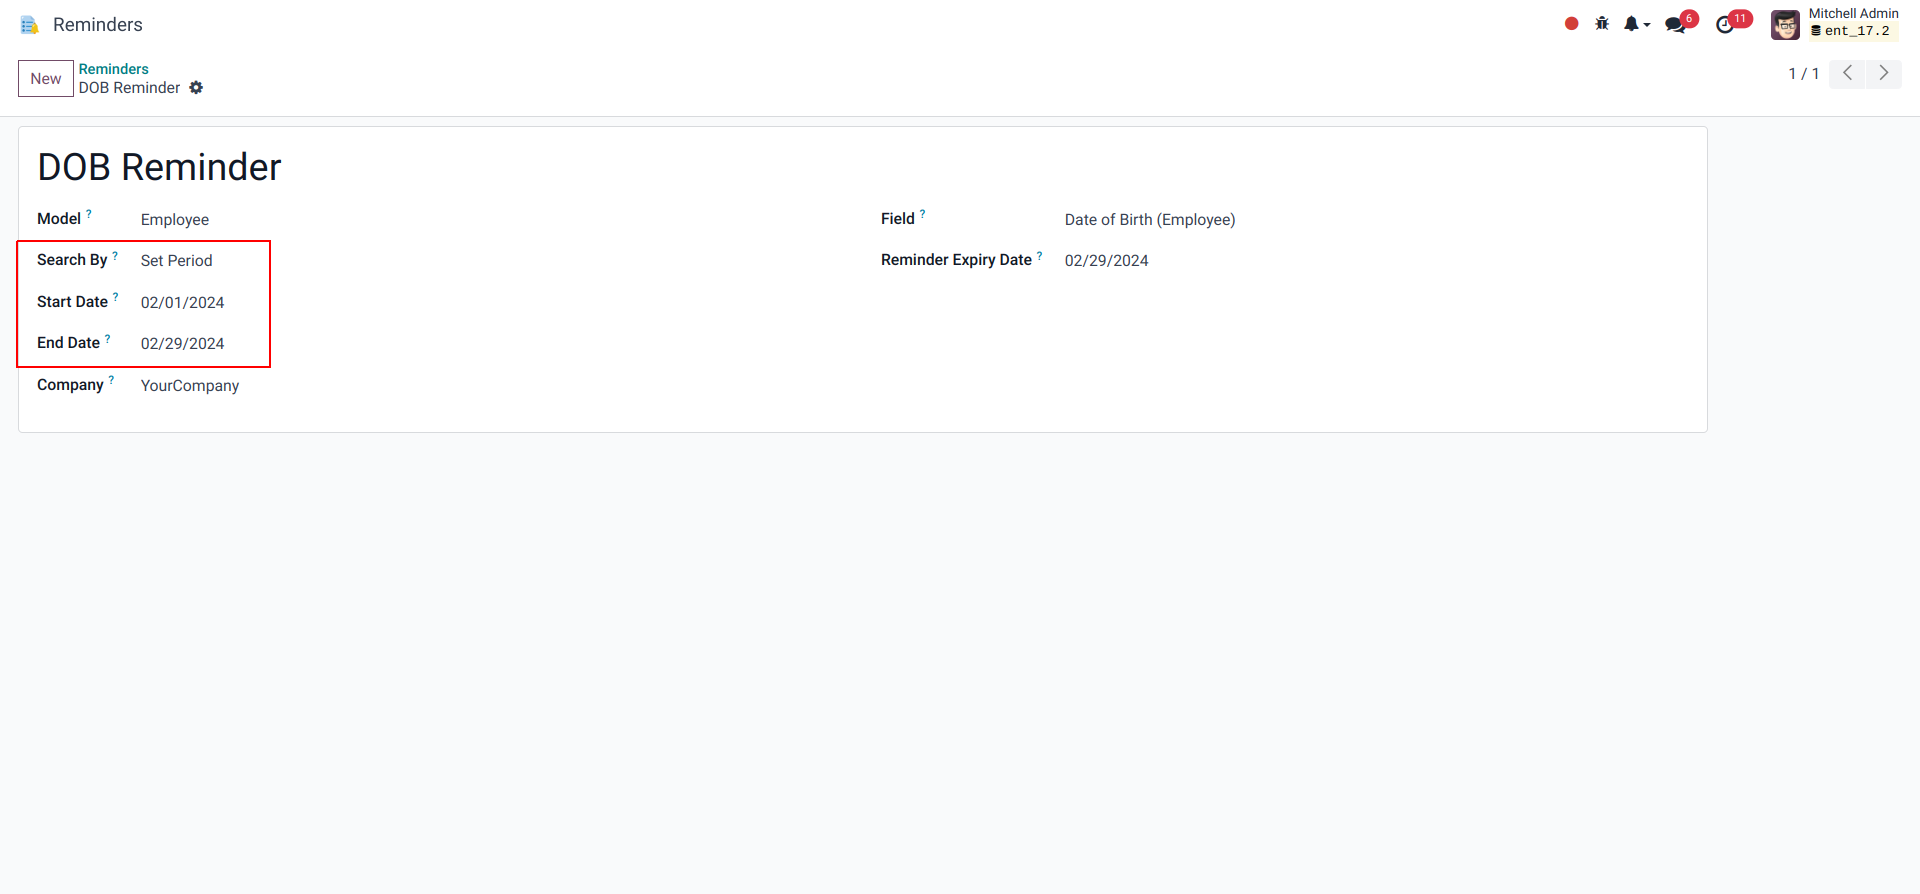 Reminders
6
11
Mitchell Admin
ent_17.2
New
Reminders
DOB Reminder
1 / 1
DOB Reminder
Model ?
Employee
Field ?
Date of Birth (Employee)
Search By ?
Set Period
Reminder Expiry Date ?
02/29/2024
Start Date ?
02/01/2024
End Date ?
02/29/2024
Company ?
YourCompany